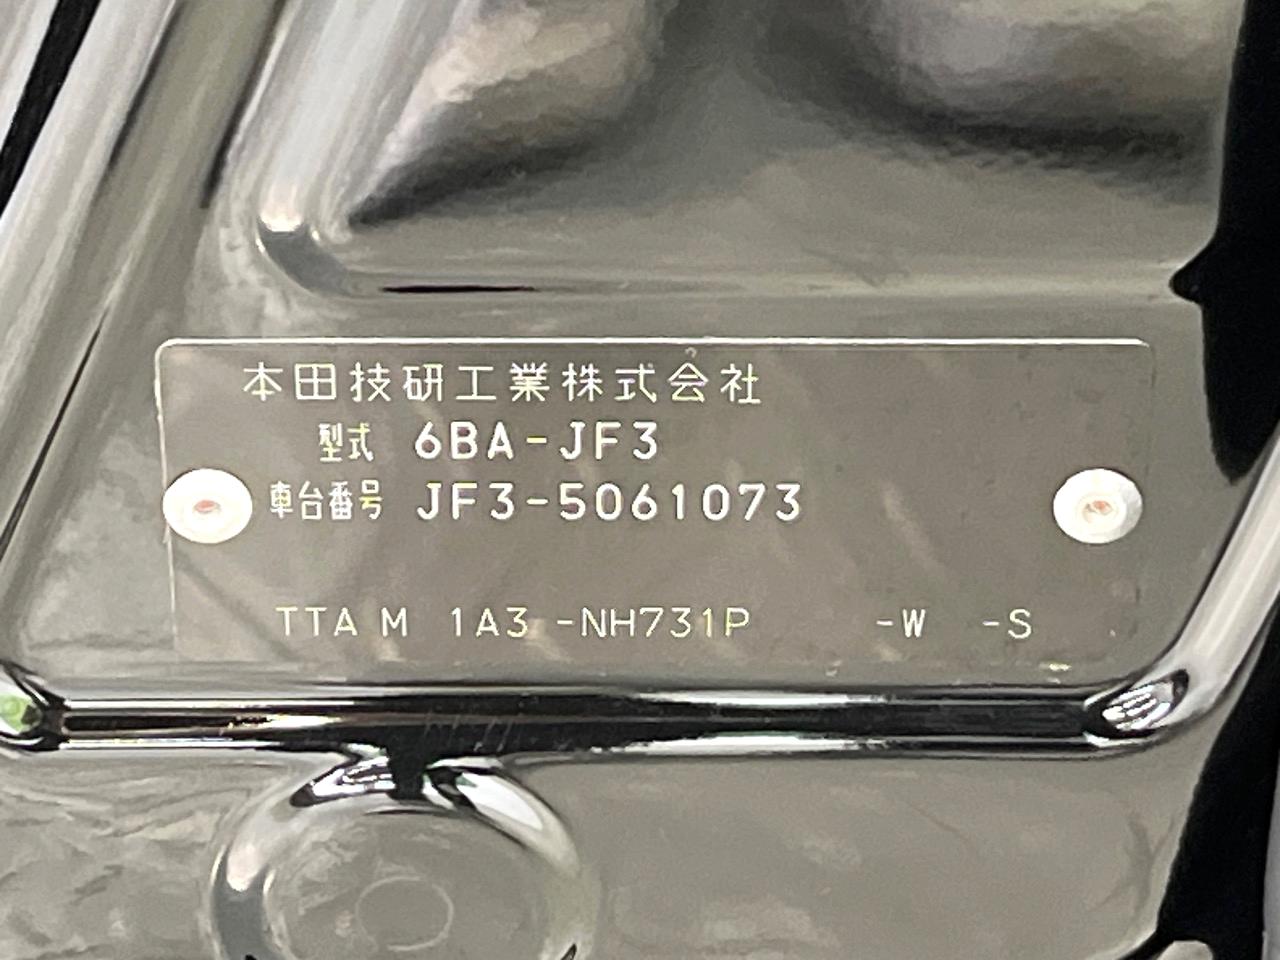 本田技研工業株式会社
型式 6BA-JF3
車台番号 JF3-5061073
TTA M 1A3 -NH731P -W -S